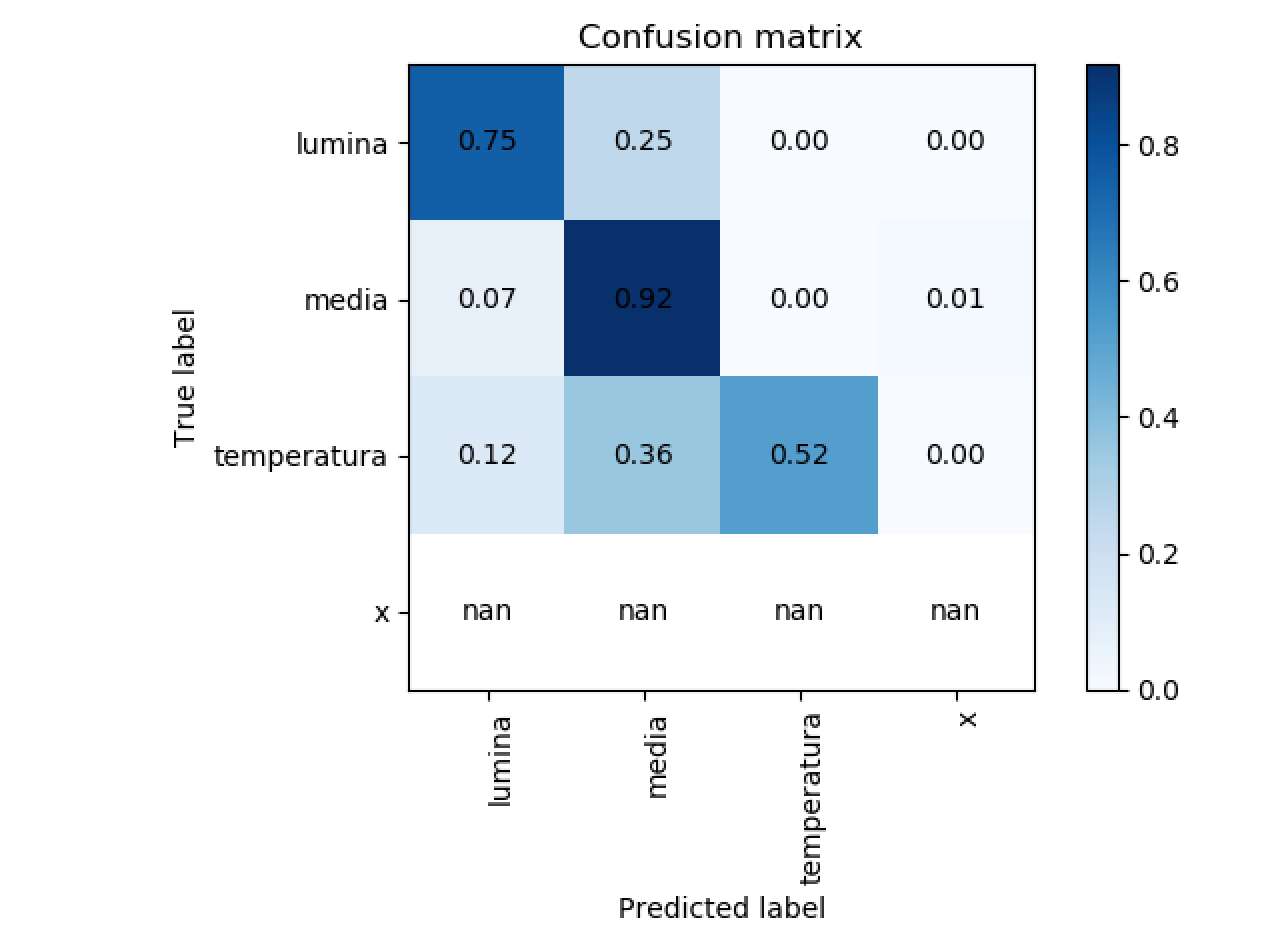 Confusion matrix
lumina 0.75 0.25 0.00 0.00
media 0.07 0.92 0.00 0.01
temperatura 0.12 0.36 0.52 0.00
x nan nan nan nan
True label
lumina media temperatura x
Predicted label
0.8
0.6
0.4
0.2
0.0